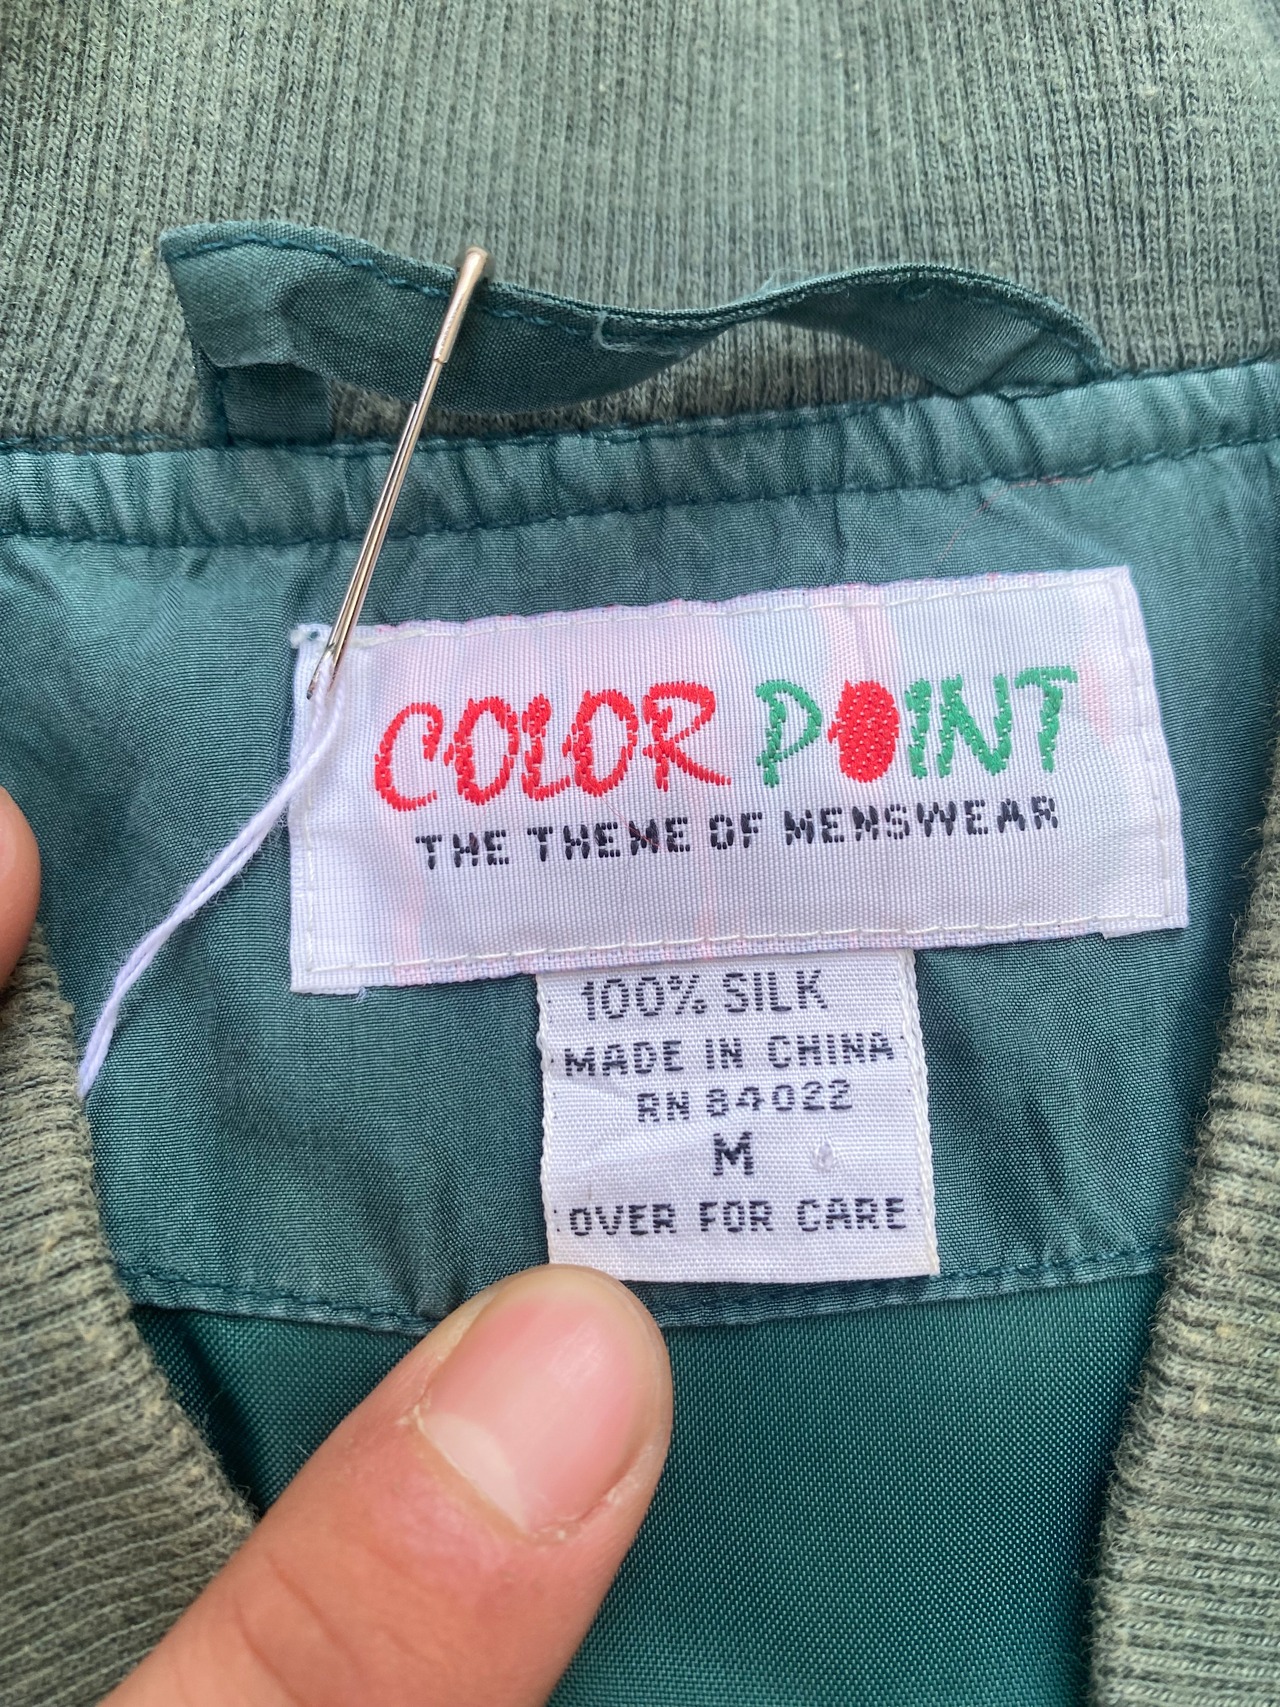 COLOR POINT
THE THEME OF MENSWEAR
100% SILK
MADE IN CHINA
RN 84022
M
OVER FOR CARE